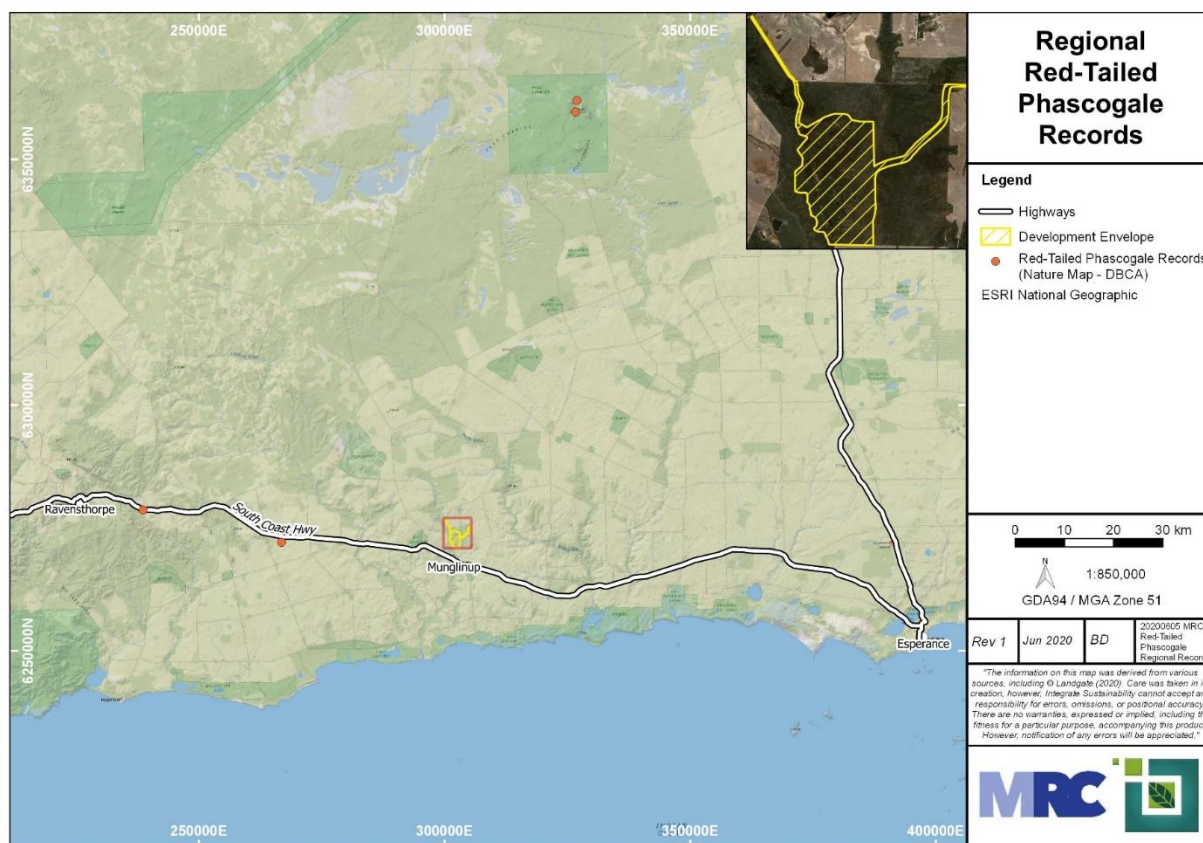 250000E
300000E
350000E
6350000N
6300000N
6250000N
Ravensthorpe
South Coast Hwy
Munglinup
Esperance
250000E
300000E
350000E
400000E
Regional
Red-Tailed
Phascogale
Records
Legend
Highways
Development Envelope
Red-Tailed Phascogale Records
(Nature Map - DBCA)
ESRI National Geographic
0 10 20 30 km
N
1:850,000
GDA94 / MGA Zone 51
Rev 1
Jun 2020
BD
20200605 MRC
Red-Tailed
Phascogale
Regional Record
"The information on this map was derived from various
sources, including © Landgate (2020). Care was taken in i
creation, however, Integrate Sustainability cannot accept an
responsibility for errors, omissions, or positional accuracy
There are no warranties, expressed or implied, including th
fitness for a particular purpose, accompanying this produc
However, notification of any errors will be appreciated."
MRC